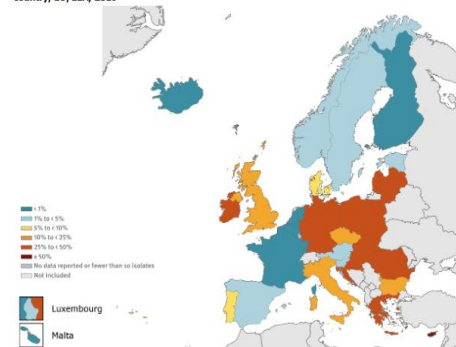 < 1%
1% to < 5%
5% to < 10%
10% to < 25%
25% to < 50%
≥ 50%
No data reported or fewer than 10 isolates
Not included
Luxembourg
Malta